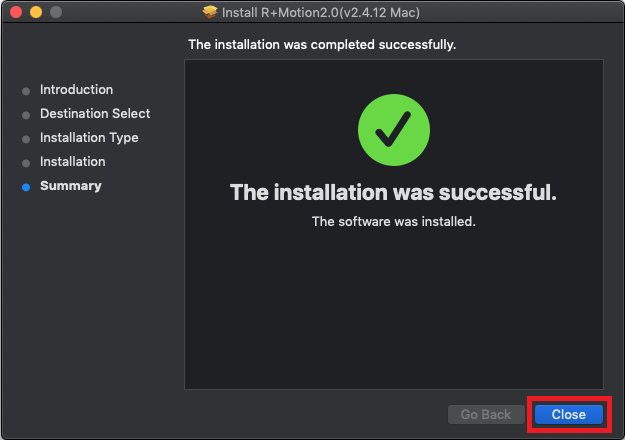 Install R+Motion2.0(v2.4.12 Mac)
The installation was completed successfully.
Introduction
Destination Select
Installation Type
Installation
Summary
The installation was successful.
The software was installed.
Go Back
Close